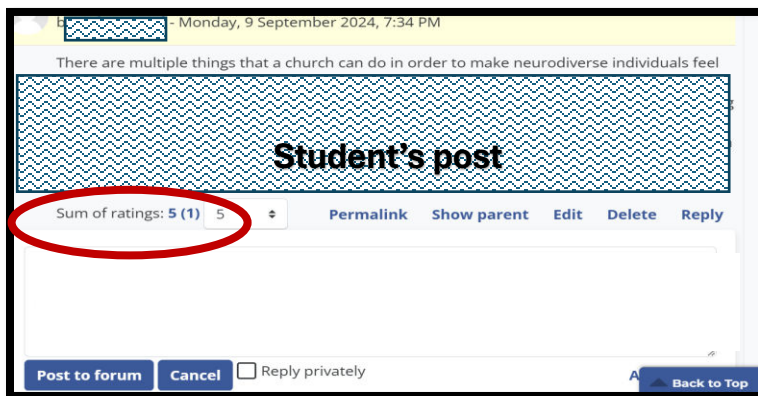 - Monday, 9 September 2024, 7:34 PM
There are multiple things that a church can do in order to make neurodiverse individuals feel
Student's post
Sum of ratings: 5 (1) 5 Permalink Show parent Edit Delete Reply
Post to forum Cancel Reply privately
Back to Top